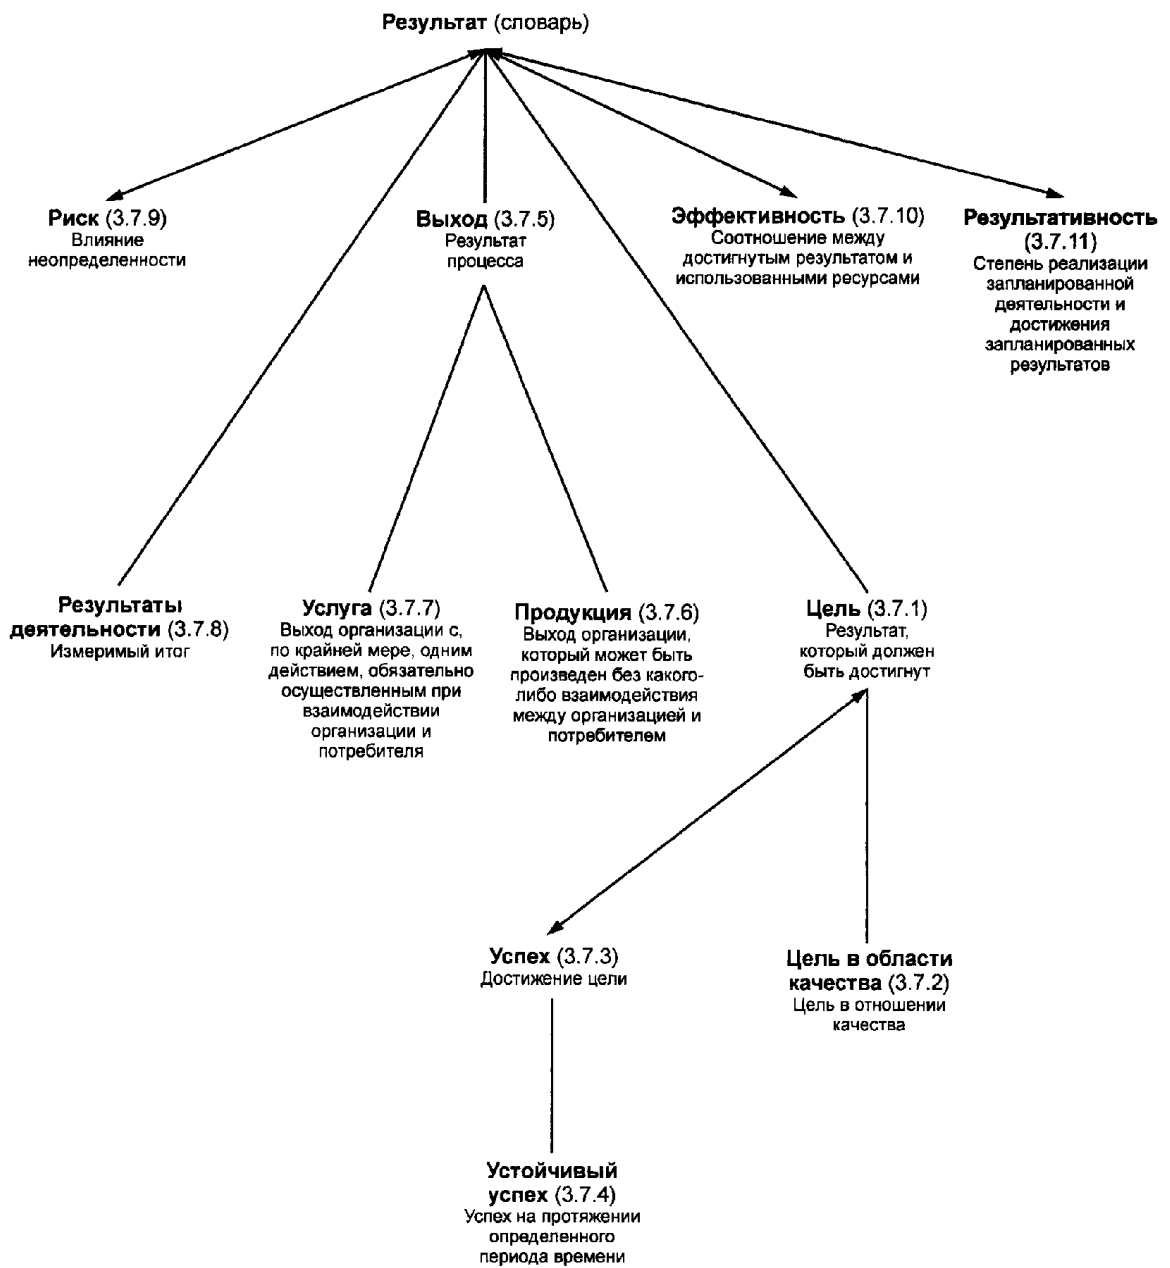 Результат (словарь)
Риск (3.7.9)
Влияние
неопределенности
Выход (3.7.5)
Результат
процесса
Эффективность (3.7.10)
Соотношение между
достигнутым результатом и
использованными ресурсами
Результативность
(3.7.11)
Степень реализации
запланированной
деятельности и
достижения
запланированных
результатов
Результаты
деятельности (3.7.8)
Измеримый итог
Услуга (3.7.7)
Выход организации с,
по крайней мере, одним
действием, обязательно
осуществленным при
взаимодействии
организации и
потребителя
Продукция (3.7.6)
Выход организации,
который может быть
произведен без какого-
либо взаимодействия
между организацией и
потребителем
Цель (3.7.1)
Результат,
который должен
быть достигнут
Успех (3.7.3)
Достижение цели
Цель в области
качества (3.7.2)
Цель в отношении
качества
Устойчивый
успех (3.7.4)
Успех на протяжении
определенного
периода времени